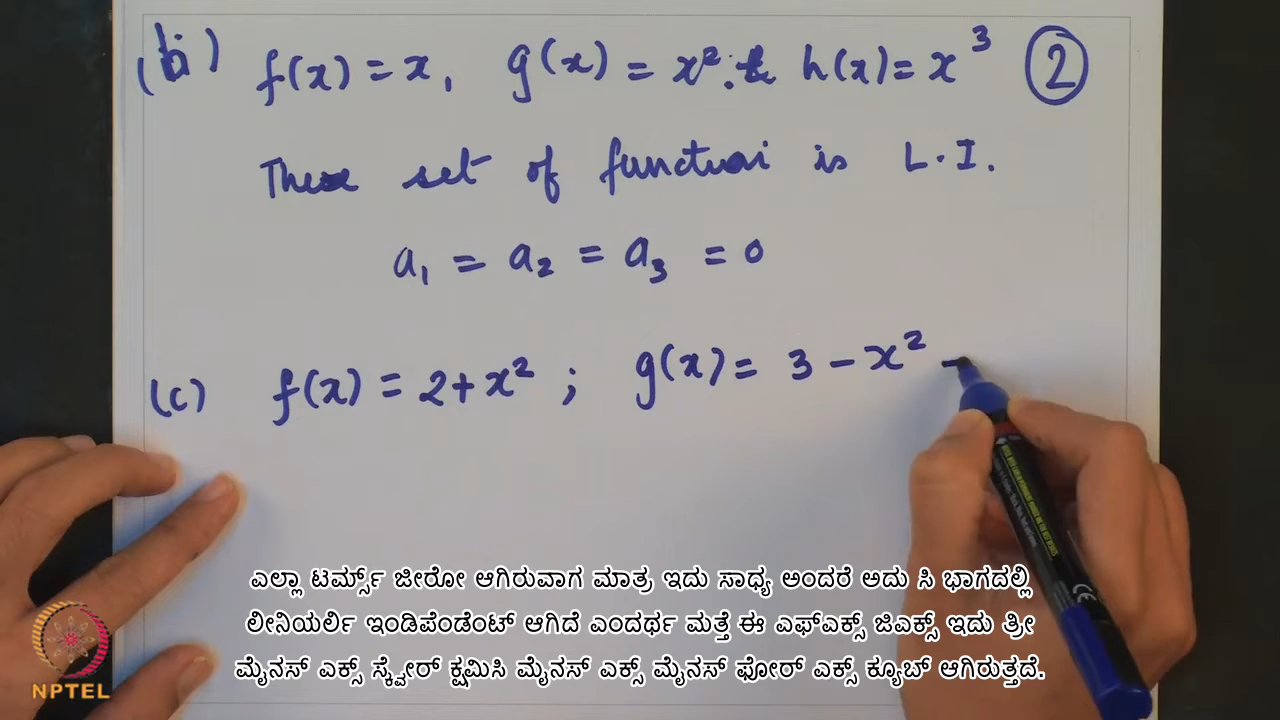 (b) f(x) = x, g(x) = x². & h(x) = x³ ②
These set of function is L.I.
a₁ = a₂ = a₃ = 0
(c) f(x) = 2+x² ; g(x) = 3 - x² -
ಎಲ್ಲಾ ಟರ್ಮ್ಸ್ ಜೀರೋ ಆಗಿರುವಾಗ ಮಾತ್ರ ಇದು ಸಾಧ್ಯ ಅಂದರೆ ಅದು ಸಿ ಭಾಗದಲ್ಲಿ
ಲೀನಿಯರ್ಲಿ ಇಂಡಿಪೆಂಡೆಂಟ್ ಆಗಿದೆ ಎಂದರ್ಥ ಮತ್ತೆ ಈ ಎಫ್ಎಕ್ಸ್ ಜಿಎಕ್ಸ್ ಇದು ತ್ರೀ
ಮೈನಸ್ ಎಕ್ಸ್ ಸ್ಕ್ವೇರ್ ಕ್ಷಮಿಸಿ ಮೈನಸ್ ಎಕ್ಸ್ ಮೈನಸ್ ಫೋರ್ ಎಕ್ಸ್ ಕ್ಯೂಬ್ ಆಗಿರುತ್ತದೆ.
NPTEL